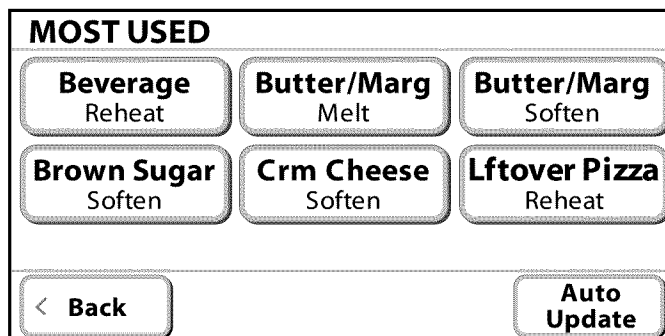 MOST USED
Beverage Butter/Marg Butter/Marg
Reheat Melt Soften
Brown Sugar Crm Cheese Lftover Pizza
Soften Soften Reheat
< Back Auto
Update